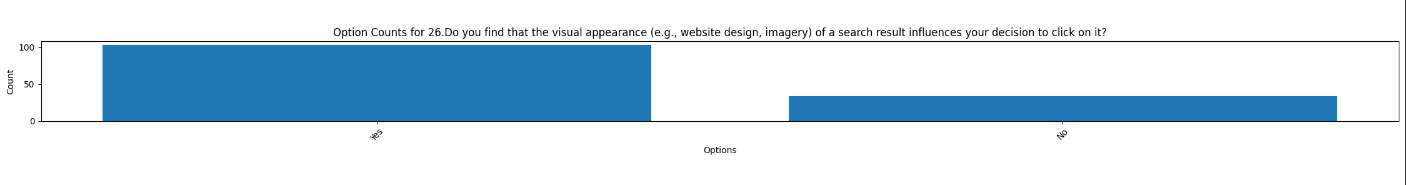 Option Counts for 26.Do you find that the visual appearance (e.g., website design, imagery) of a search result influences your decision to click on it?
100
50
0
Count
Yes
No
Options